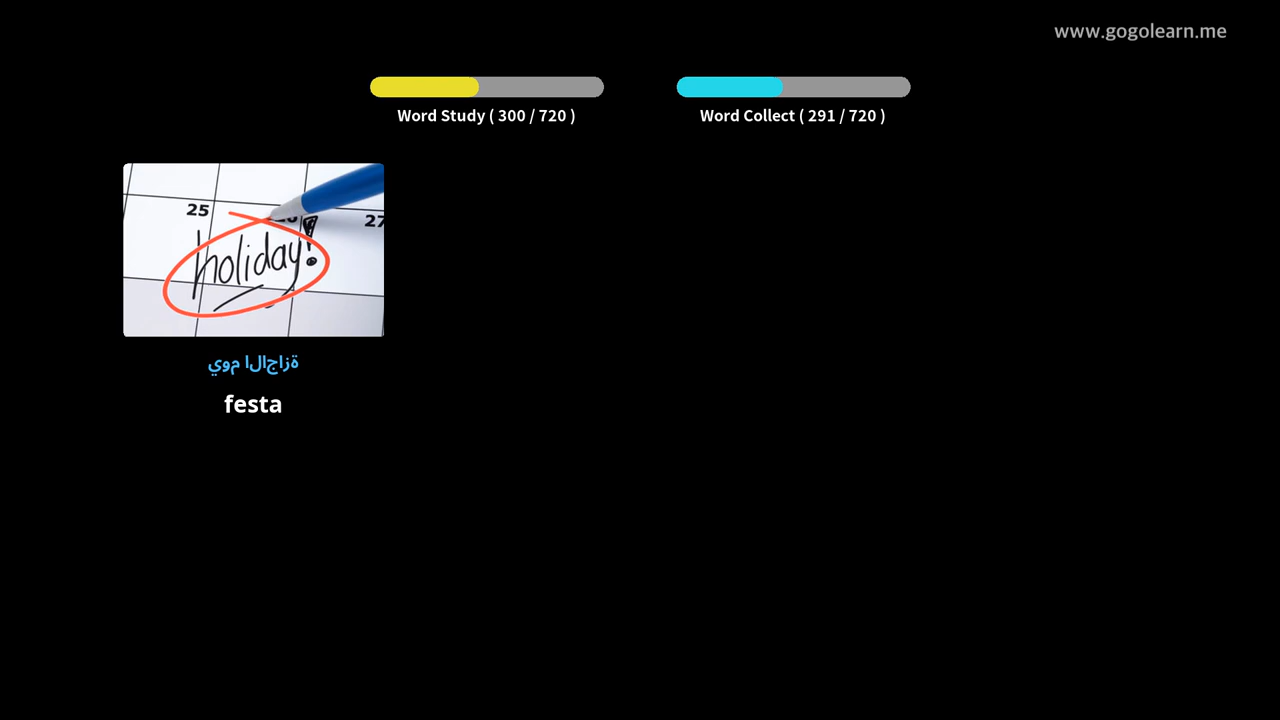 www.gogolearn.me
Word Study ( 300 / 720 )
Word Collect ( 291 / 720 )
25
27
holiday!
يوم الاجازة
festa